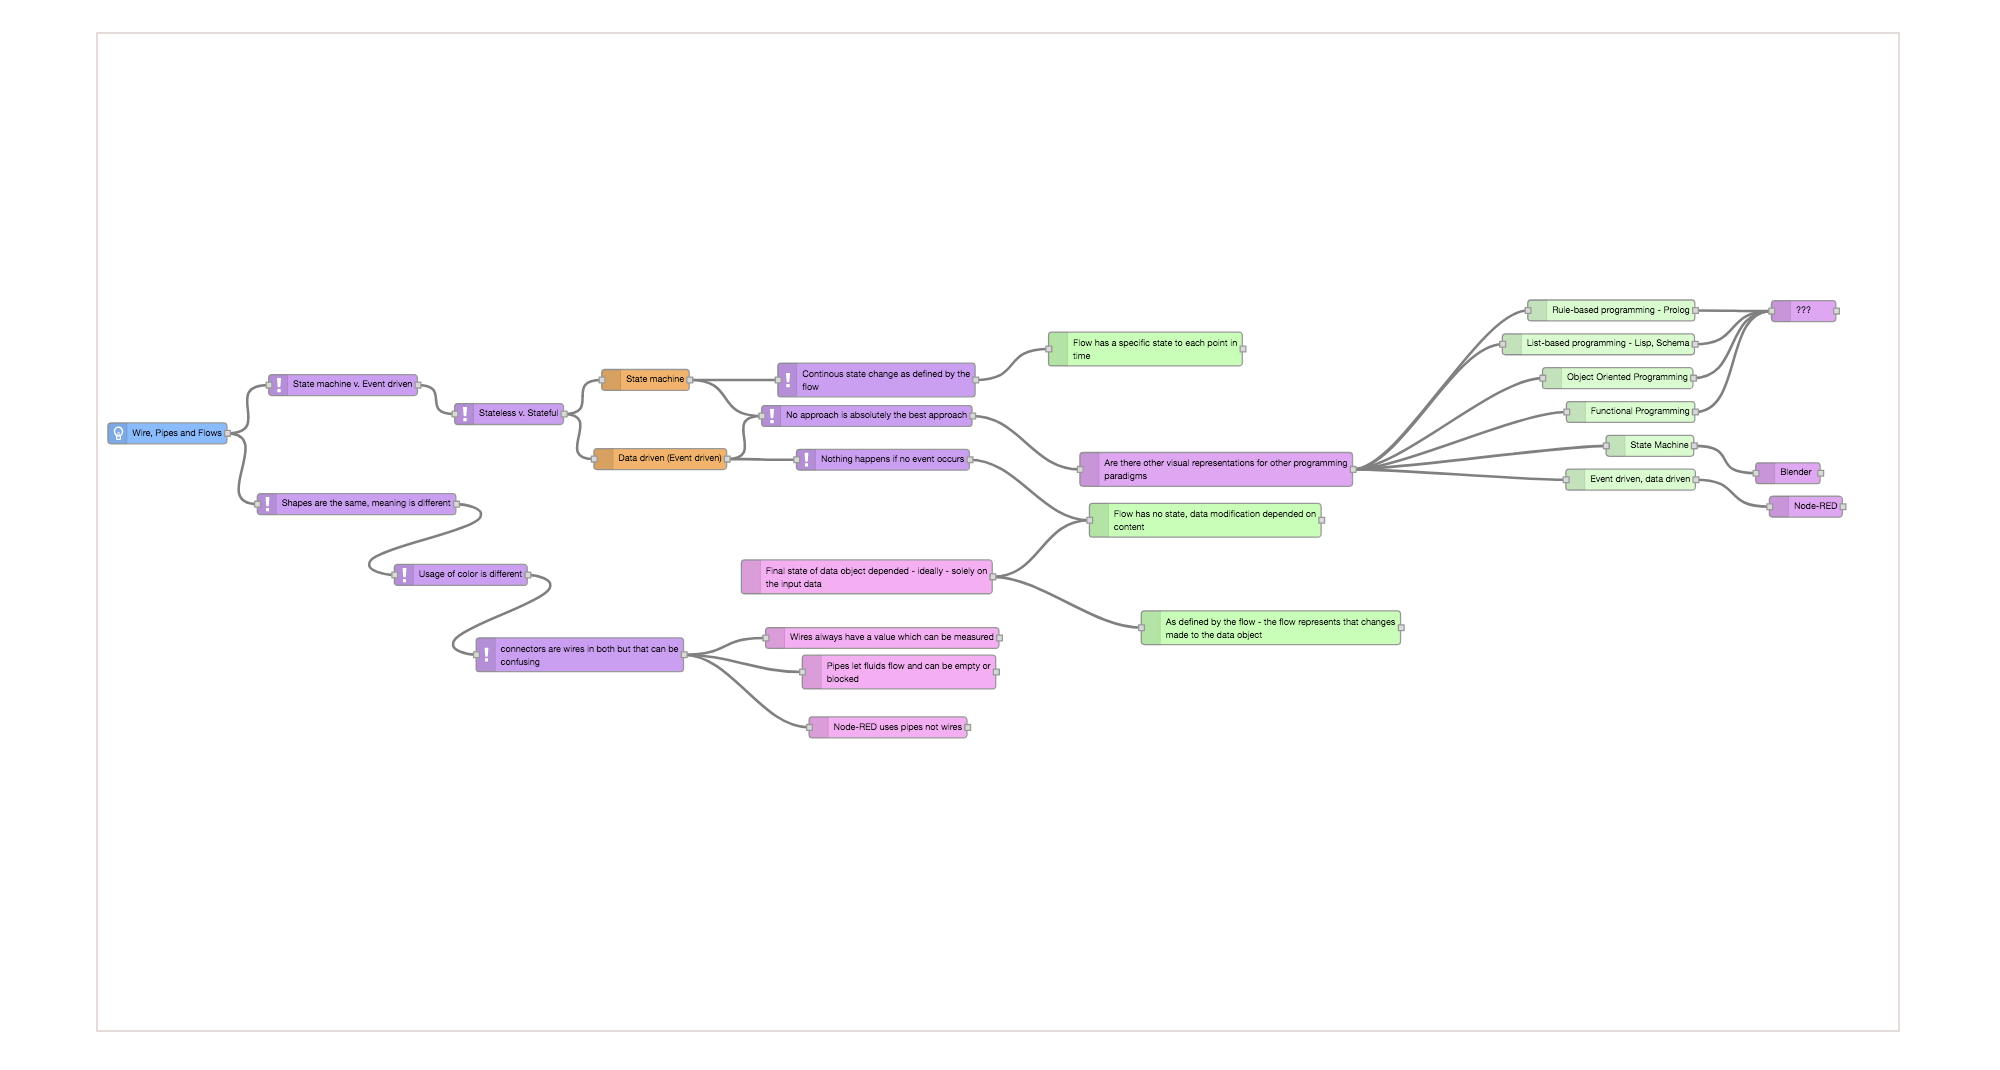 Wire, Pipes and Flows
State machine v. Event driven
Stateless v. Stateful
State machine
Data driven (Event driven)
Continous state change as defined by the
flow
No approach is absolutely the best approach
Nothing happens if no event occurs
Flow has a specific state to each point in
time
Are there other visual representations for other programming
paradigms
Flow has no state, data modification depended on
content
Rule-based programming - Prolog
List-based programming - Lisp, Schema
Object Oriented Programming
Functional Programming
State Machine
Event driven, data driven
???
Blender
Node-RED
Shapes are the same, meaning is different
Usage of color is different
connectors are wires in both but that can be
confusing
Final state of data object depended - ideally - solely on
the input data
As defined by the flow - the flow represents that changes
made to the data object
Wires always have a value which can be measured
Pipes let fluids flow and can be empty or
blocked
Node-RED uses pipes not wires